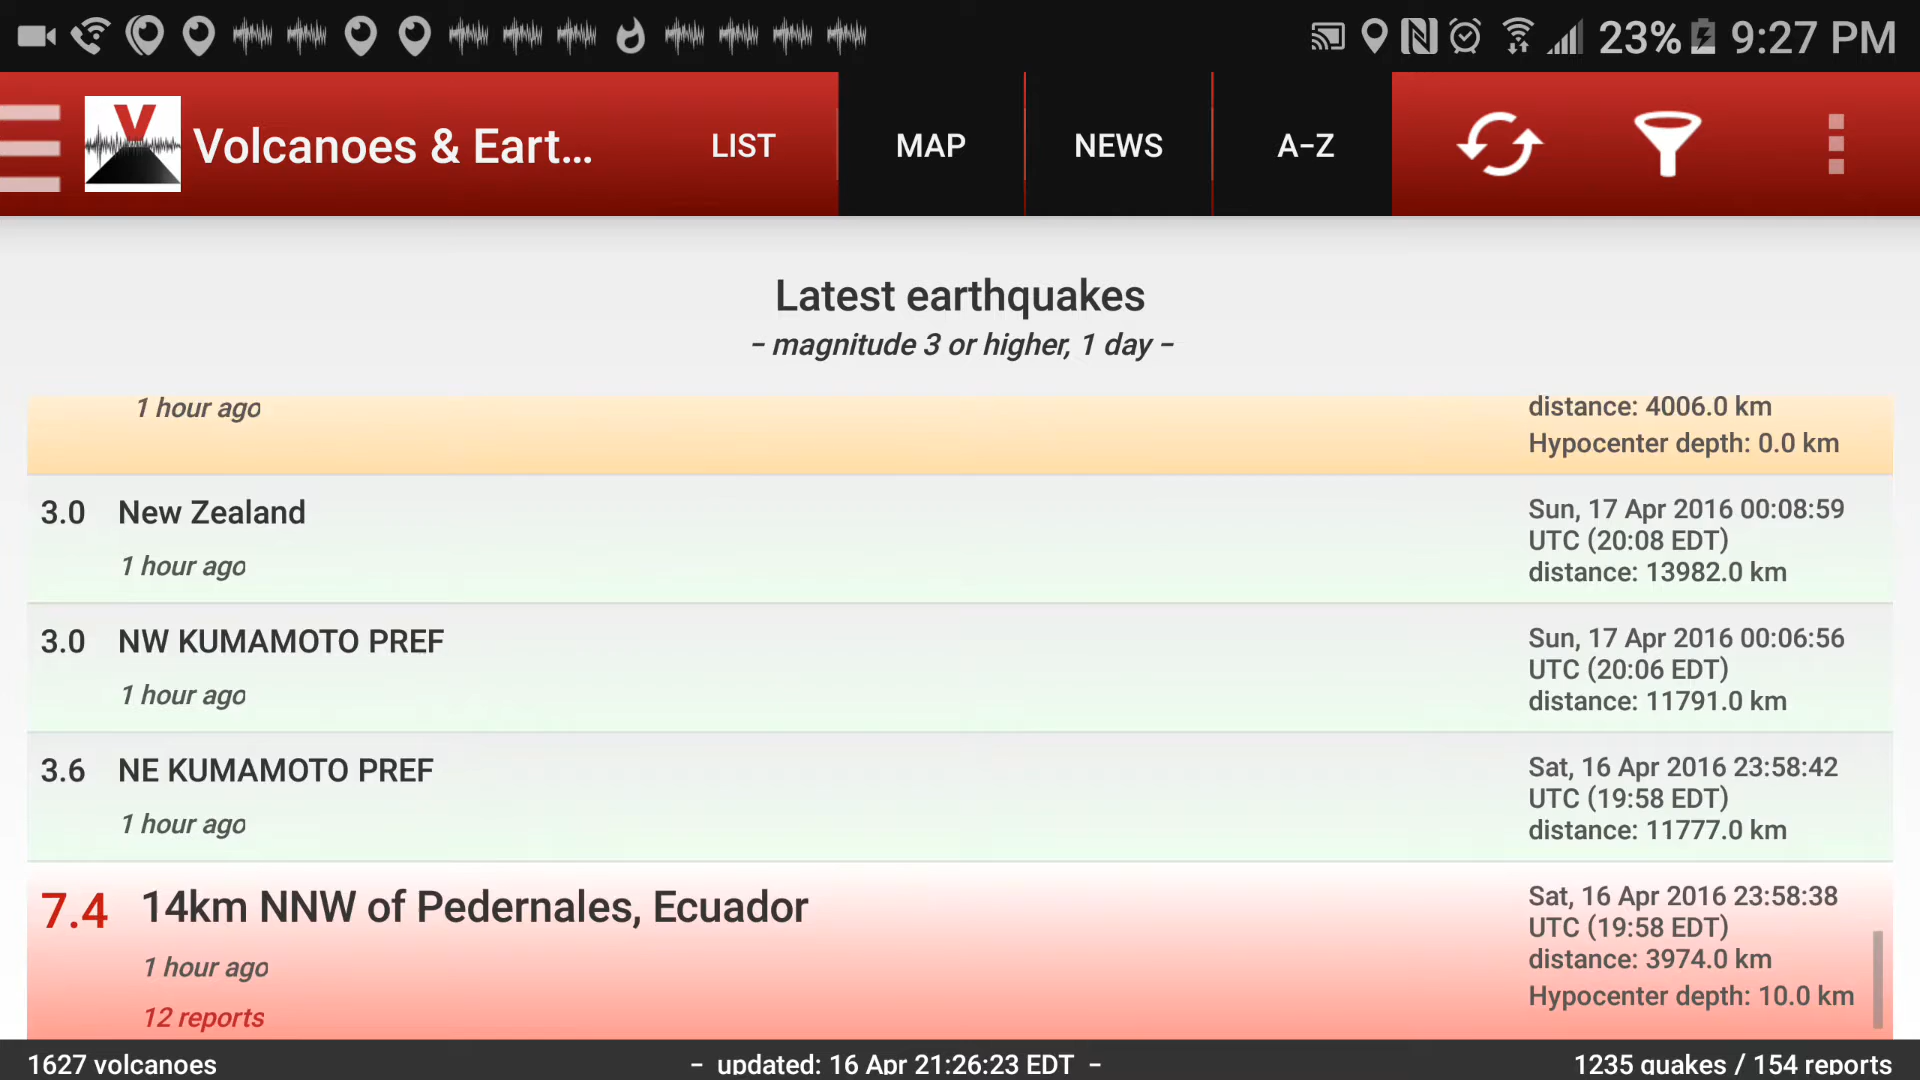 23% 9:27 PM
Volcanoes & Eart... LIST MAP NEWS A-Z
Latest earthquakes
- magnitude 3 or higher, 1 day -
1 hour ago
distance: 4006.0 km
Hypocenter depth: 0.0 km
3.0 New Zealand
1 hour ago
Sun, 17 Apr 2016 00:08:59
UTC (20:08 EDT)
distance: 13982.0 km
3.0 NW KUMAMOTO PREF
1 hour ago
Sun, 17 Apr 2016 00:06:56
UTC (20:06 EDT)
distance: 11791.0 km
3.6 NE KUMAMOTO PREF
1 hour ago
Sat, 16 Apr 2016 23:58:42
UTC (19:58 EDT)
distance: 11777.0 km
7.4 14km NNW of Pedernales, Ecuador
1 hour ago
12 reports
Sat, 16 Apr 2016 23:58:38
UTC (19:58 EDT)
distance: 3974.0 km
Hypocenter depth: 10.0 km
1627 volcanoes - updated: 16 Apr 21:26:23 EDT - 1235 quakes / 154 reports